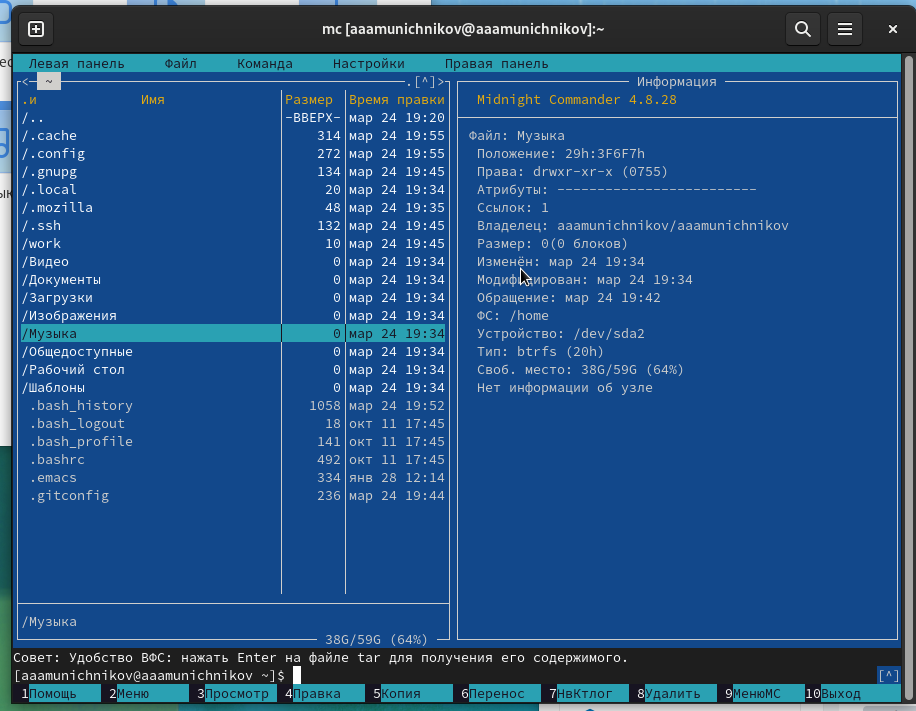 mc [aaamunichnikov@aaamunichnikov]:~
Левая панель Файл Команда Настройки Правая панель
<─ ~ .[^]>
.и Имя Размер Время правки
/.. -ВВЕРХ- мар 24 19:20
/.cache 314 мар 24 19:55
/.config 272 мар 24 19:55
/.gnupg 134 мар 24 19:45
/.local 20 мар 24 19:34
/.mozilla 48 мар 24 19:35
/.ssh 132 мар 24 19:45
/work 10 мар 24 19:45
/Видео 0 мар 24 19:34
/Документы 0 мар 24 19:34
/Загрузки 0 мар 24 19:34
/Изображения 0 мар 24 19:34
/Музыка 0 мар 24 19:34
/Общедоступные 0 мар 24 19:34
/Рабочий стол 0 мар 24 19:34
/Шаблоны 0 мар 24 19:34
.bash_history 1058 мар 24 19:52
.bash_logout 18 окт 11 17:45
.bash_profile 141 окт 11 17:45
.bashrc 492 окт 11 17:45
.emacs 334 янв 28 12:14
.gitconfig 236 мар 24 19:44
/Музыка
38G/59G (64%)
Информация
Midnight Commander 4.8.28
Файл: Музыка
Положение: 29h:3F6F7h
Права: drwxr-xr-x (0755)
Атрибуты: -------------------------
Ссылок: 1
Владелец: aaamunichnikov/aaamunichnikov
Размер: 0(0 блоков)
Изменён: мар 24 19:34
Модифицирован: мар 24 19:34
Обращение: мар 24 19:42
ФС: /home
Устройство: /dev/sda2
Тип: btrfs (20h)
Своб. место: 38G/59G (64%)
Нет информации об узле
Совет: Удобство ВФС: нажать Enter на файле tar для получения его содержимого.
[aaamunichnikov@aaamunichnikov ~]$ [^]
1Помощь 2Меню 3Просмотр 4Правка 5Копия 6Перенос 7НвКтлог 8Удалить 9МенюМС 10Выход